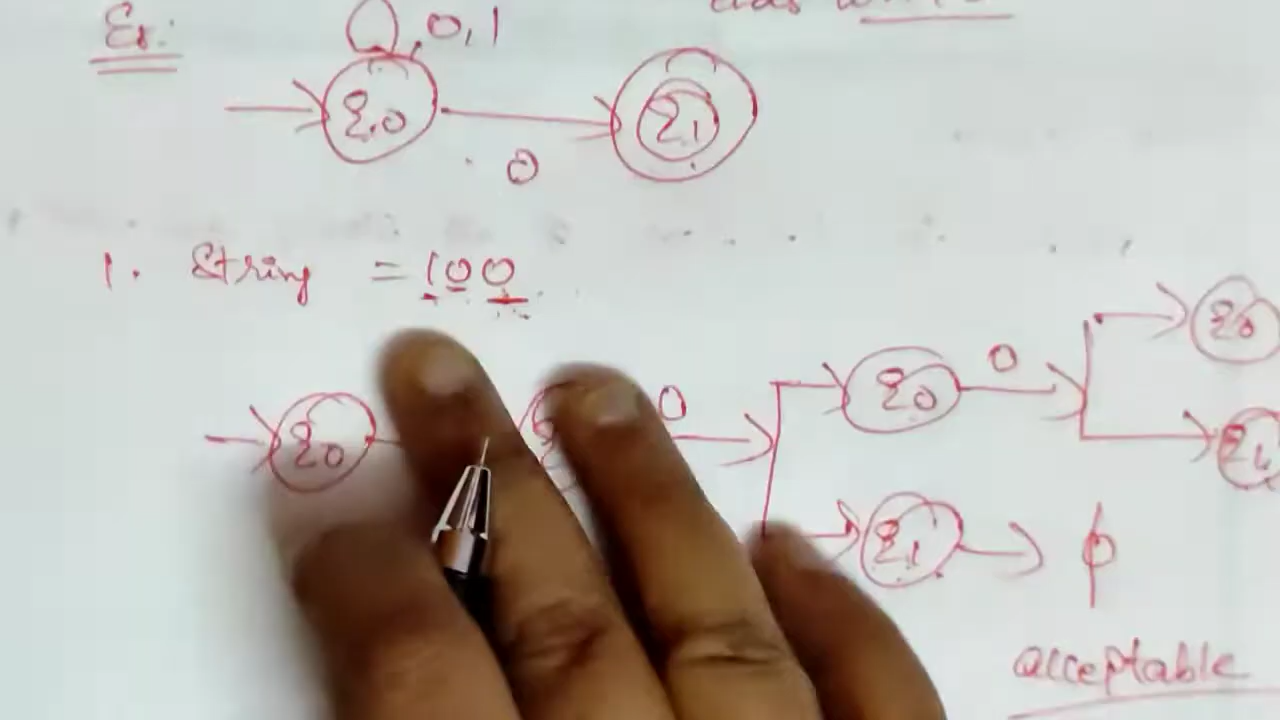 Ex:
0,1
q0
q1
0
1. String = 100
q0
0
q0
0
q0
q1
q1
φ
acceptable